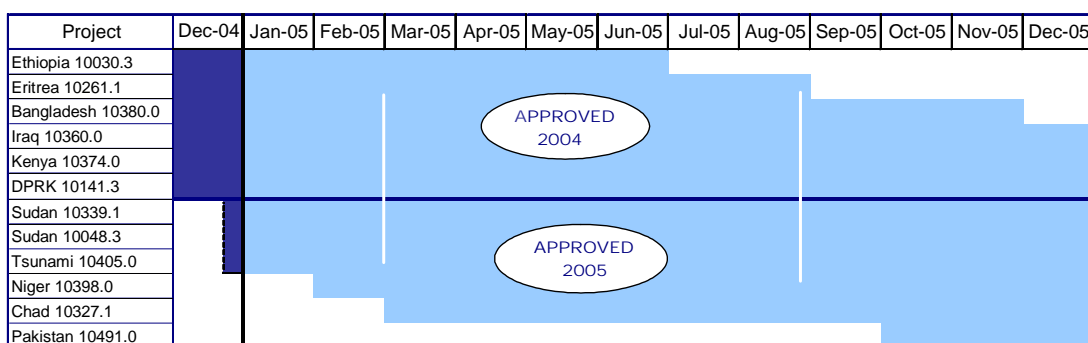 Project Dec-04 Jan-05 Feb-05 Mar-05 Apr-05 May-05 Jun-05 Jul-05 Aug-05 Sep-05 Oct-05 Nov-05 Dec-05
Ethiopia 10030.3
Eritrea 10261.1
Bangladesh 10380.0
Iraq 10360.0
Kenya 10374.0
DPRK 10141.3
APPROVED
2004
Sudan 10339.1
Sudan 10048.3
Tsunami 10405.0
Niger 10398.0
Chad 10327.1
Pakistan 10491.0
APPROVED
2005